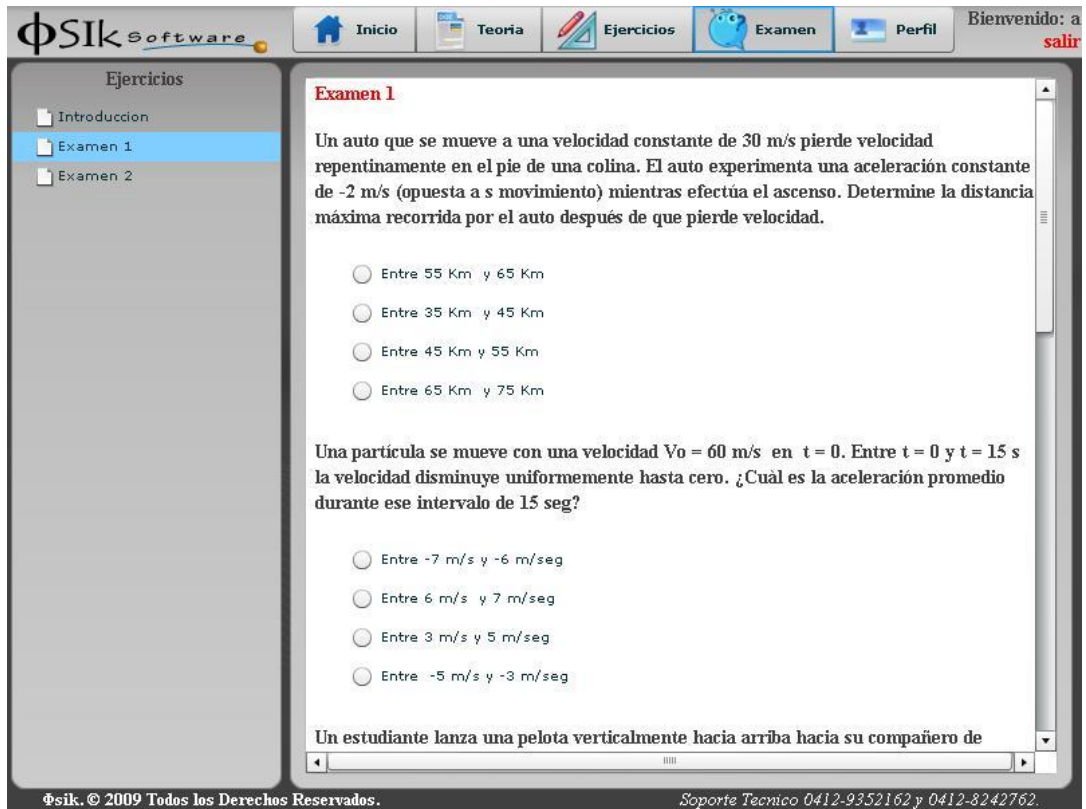 ΦSIk Software
Inicio
Teoria
Ejercicios
Examen
Perfil
Bienvenido: a
salir
Ejercicios
Introduccion
Examen 1
Examen 2
Examen 1
Un auto que se mueve a una velocidad constante de 30 m/s pierde velocidad
repentinamente en el pie de una colina. El auto experimenta una aceleración constante
de -2 m/s (opuesta a s movimiento) mientras efectúa el ascenso. Determine la distancia
máxima recorrida por el auto después de que pierde velocidad.
Entre 55 Km y 65 Km
Entre 35 Km y 45 Km
Entre 45 Km y 55 Km
Entre 65 Km y 75 Km
Una partícula se mueve con una velocidad Vo = 60 m/s en t = 0. Entre t = 0 y t = 15 s
la velocidad disminuye uniformemente hasta cero. ¿Cuàl es la aceleración promedio
durante ese intervalo de 15 seg?
Entre -7 m/s y -6 m/seg
Entre 6 m/s y 7 m/seg
Entre 3 m/s y 5 m/seg
Entre -5 m/s y -3 m/seg
Un estudiante lanza una pelota verticalmente hacia arriba hacia su compañero de
Φsik. © 2009 Todos los Derechos Reservados.
Soporte Tecnico 0412-9352162 y 0412-8242762.